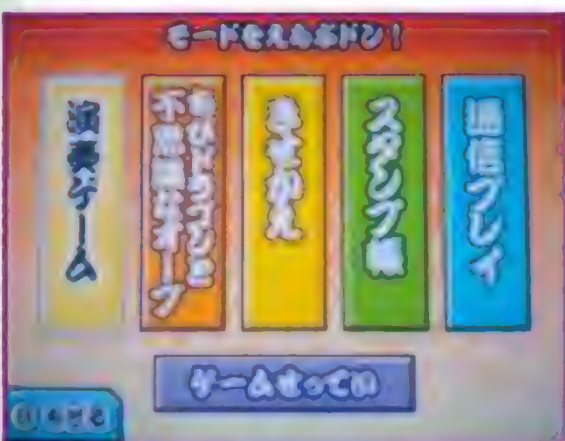 モードをえらぶドン！
演奏ゲーム
ちびドラゴンと
不思議なオーブ
きせかえ
スタンプ帳
通信プレイ
ゲームせってい
もどる